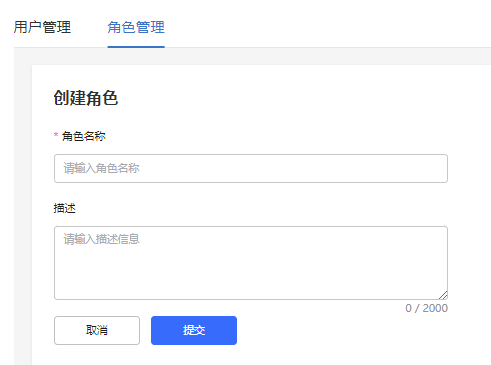 用户管理 角色管理
创建角色
* 角色名称
请输入角色名称
描述
请输入描述信息
0 / 2000
取消 提交